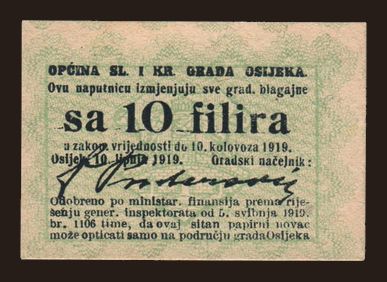 OPĆINA SL. I KR. GRADA OSIJEKA.
Ovu naputnicu izmjenjuju sve grad. blagajne
sa 10 filira
u zakom vrijednosti do 10. kolovoza 1919.
Osijek, 10. lipnja 1919. Gradski načelnik:
Odobreno po ministar. finansija prema rije-
šenju gener. inspektorata od 5. svibnja 1919.
br. 1106 time, da ovaj sitan papirni novac
može opticati samo na području grada Osijeka